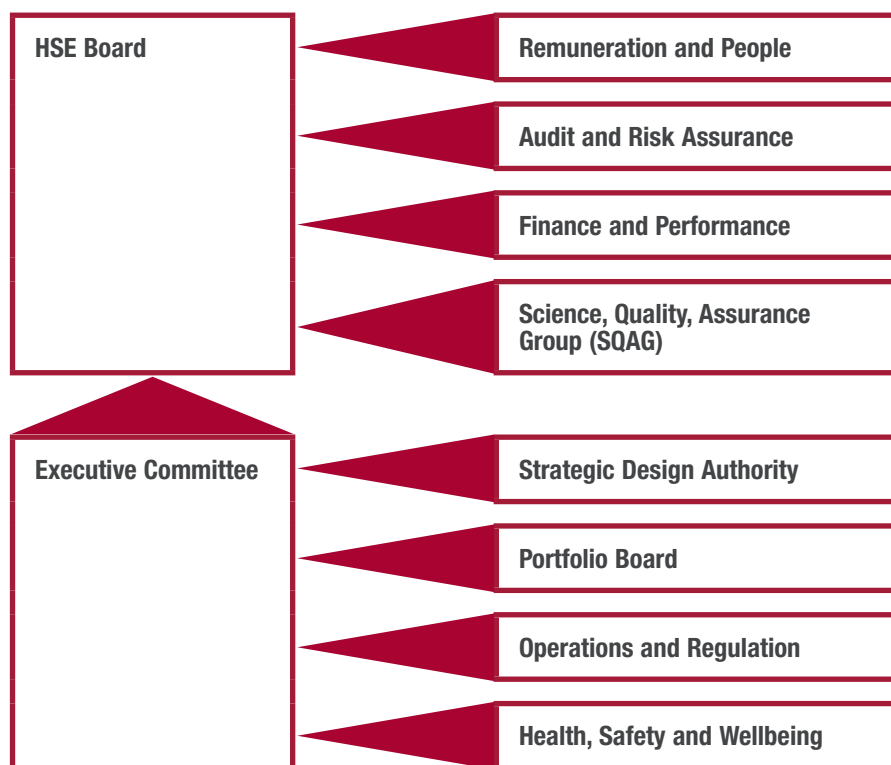 HSE Board
Remuneration and People
Audit and Risk Assurance
Finance and Performance
Science, Quality, Assurance
Group (SQAG)
Executive Committee
Strategic Design Authority
Portfolio Board
Operations and Regulation
Health, Safety and Wellbeing